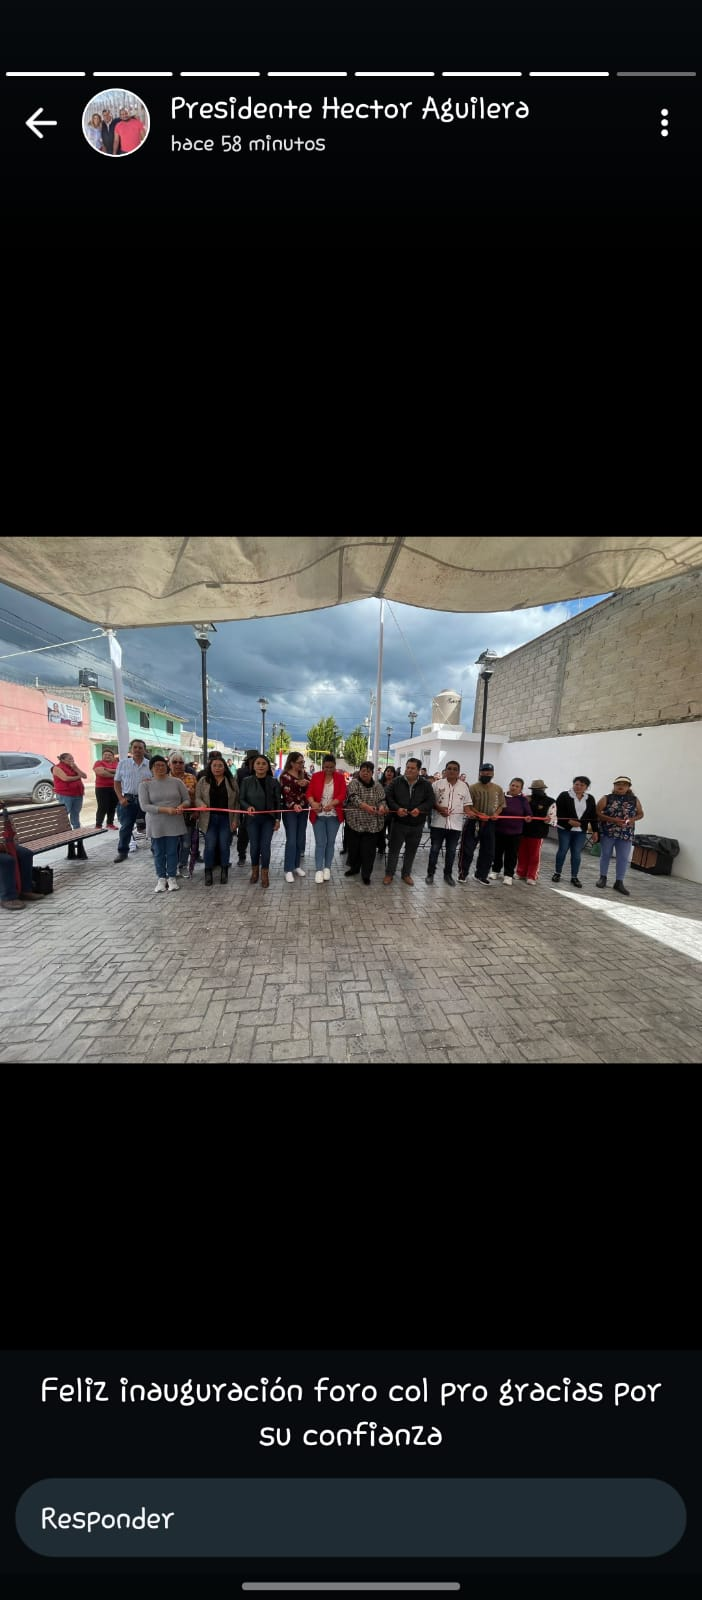 Presidente Hector Aguilera
hace 58 minutos
Feliz inauguración foro col pro gracias por
su confianza
Responder